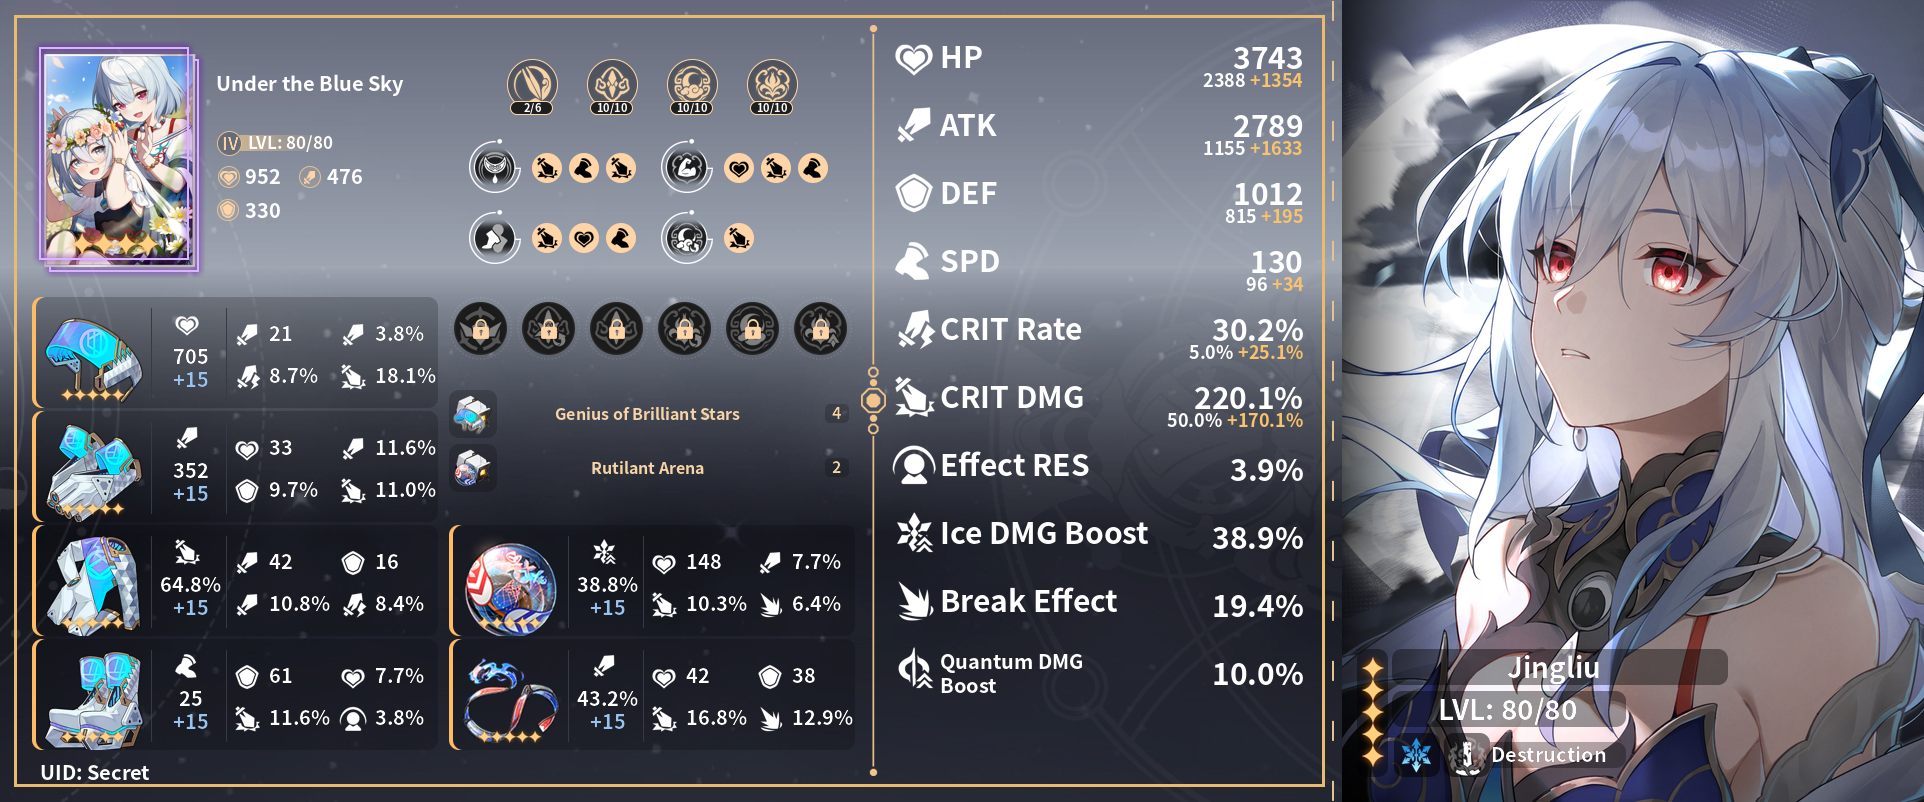 Under the Blue Sky
IV LVL: 80/80
952 476
330
2/6 10/10 10/10 10/10
705
+15
21 3.8%
8.7% 18.1%
352
+15
33 11.6%
9.7% 11.0%
64.8%
+15
42 16
10.8% 8.4%
25
+15
61 7.7%
11.6% 3.8%
Genius of Brilliant Stars 4
Rutilant Arena 2
38.8%
+15
148 7.7%
10.3% 6.4%
43.2%
+15
42 38
16.8% 12.9%
UID: Secret
HP 3743
2388 +1354
ATK 2789
1155 +1633
DEF 1012
815 +195
SPD 130
96 +34
CRIT Rate 30.2%
5.0% +25.1%
CRIT DMG 220.1%
50.0% +170.1%
Effect RES 3.9%
Ice DMG Boost 38.9%
Break Effect 19.4%
Quantum DMG
Boost 10.0%
Jingliu
LVL: 80/80
Destruction